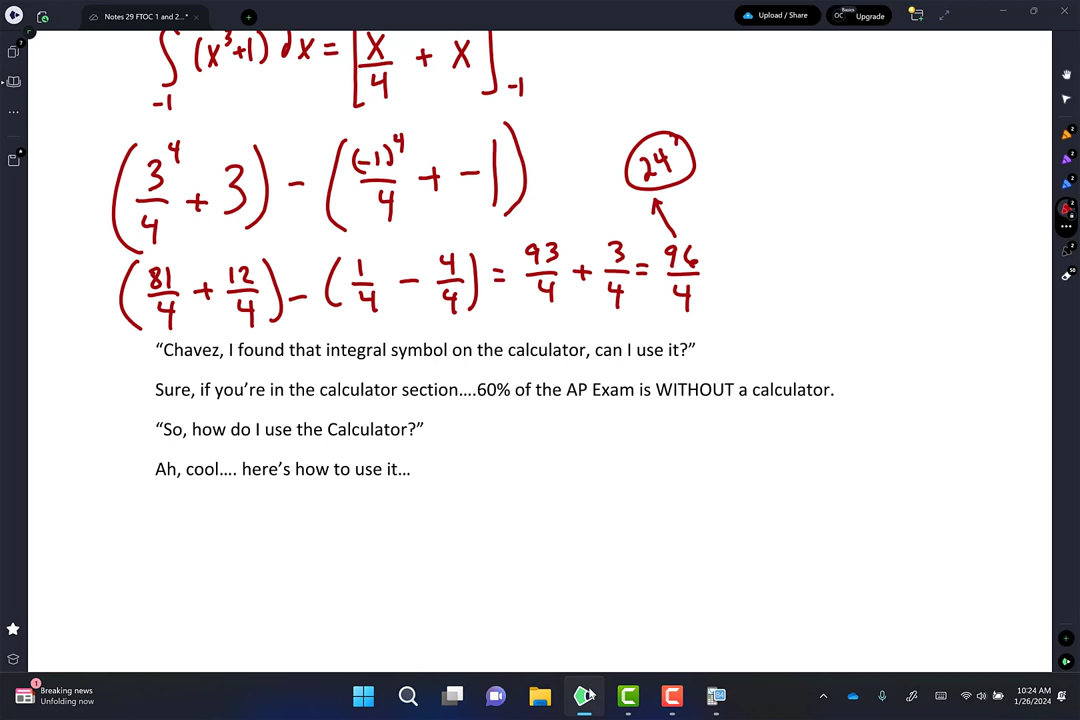 Notes 29 FTOC 1 and 2...*
Upload / Share
Basics
OC Upgrade
∫ (x³+1) dx = [x/4 + x]
-1 -1
(3⁴/4 + 3) - ((-1)⁴/4 + -1) 24
(81/4 + 12/4) - (1/4 - 4/4) = 93/4 + 3/4 = 96/4
“Chavez, I found that integral symbol on the calculator, can I use it?”
Sure, if you’re in the calculator section….60% of the AP Exam is WITHOUT a calculator.
“So, how do I use the Calculator?”
Ah, cool…. here’s how to use it…
Breaking news
Unfolding now
10:24 AM
1/26/2024